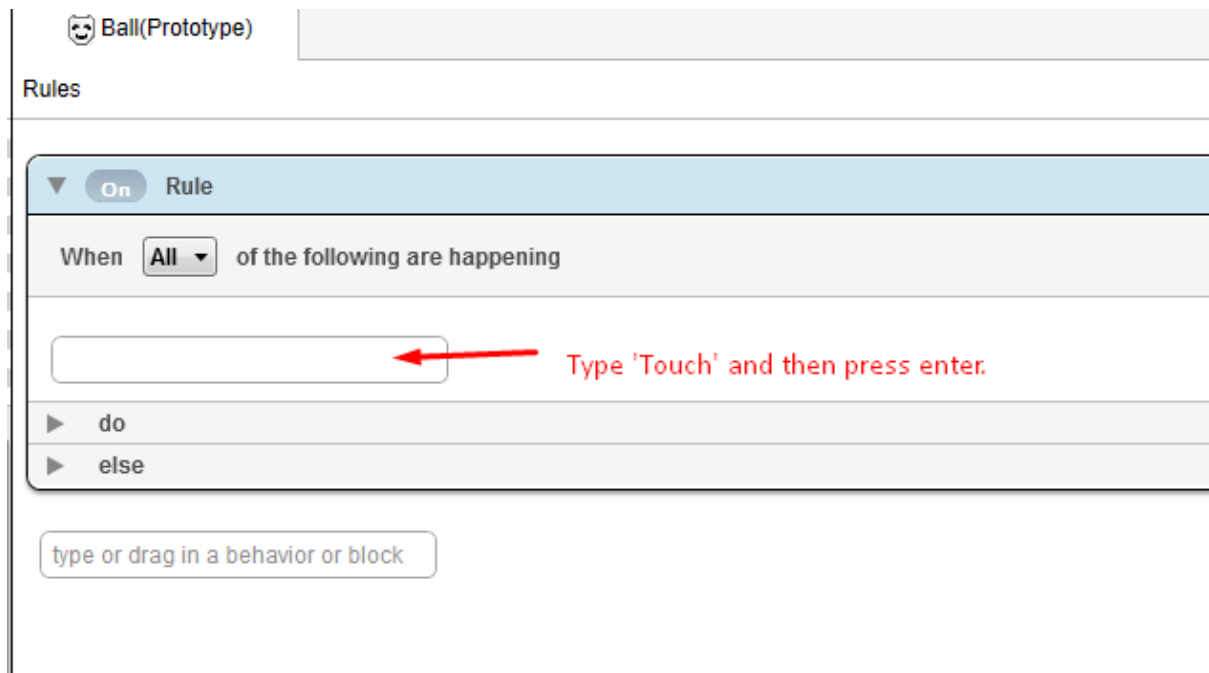 Ball(Prototype)
Rules
On Rule
When All of the following are happening
Type 'Touch' and then press enter.
do
else
type or drag in a behavior or block